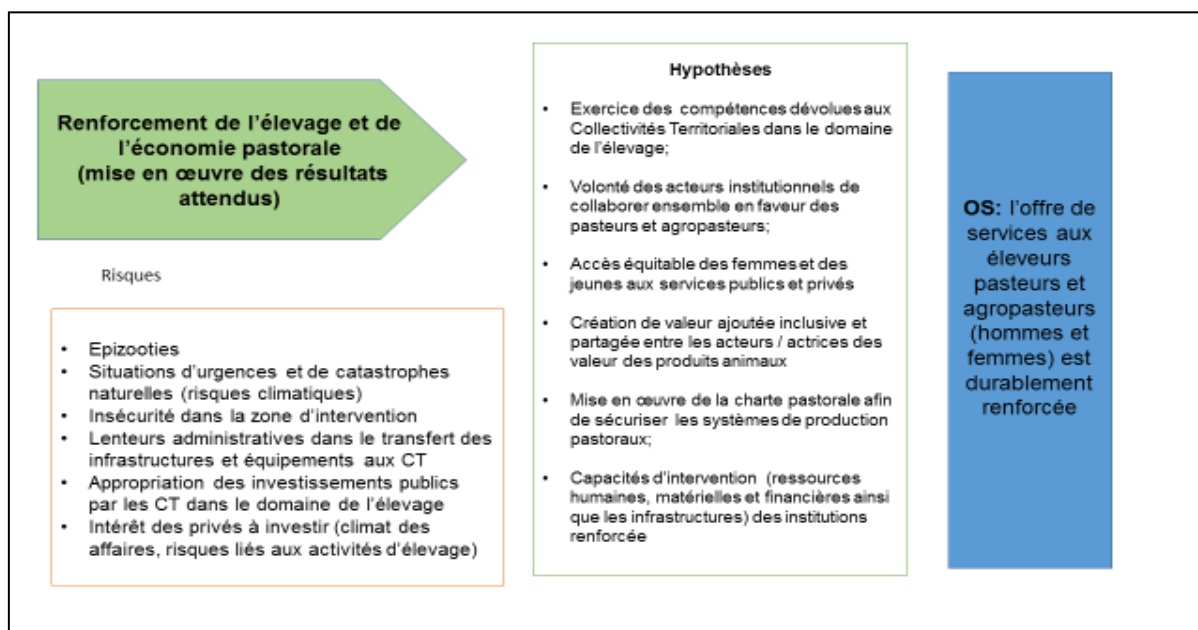 Renforcement de l'élevage et de
l'économie pastorale
(mise en œuvre des résultats
attendus)
Risques
• Epizooties
• Situations d'urgences et de catastrophes
naturelles (risques climatiques)
• Insécurité dans la zone d'intervention
• Lenteurs administratives dans le transfert des
infrastructures et équipements aux CT
• Appropriation des investissements publics
par les CT dans le domaine de l'élevage
• Intérêt des privés à investir (climat des
affaires, risques liés aux activités d'élevage)
Hypothèses
• Exercice des compétences dévolues aux
Collectivités Territoriales dans le domaine
de l'élevage;
• Volonté des acteurs institutionnels de
collaborer ensemble en faveur des
pasteurs et agropasteurs;
• Accès équitable des femmes et des
jeunes aux services publics et privés
• Création de valeur ajoutée inclusive et
partagée entre les acteurs / actrices des
valeur des produits animaux
• Mise en œuvre de la charte pastorale afin
de sécuriser les systèmes de production
pastoraux;
• Capacités d'intervention (ressources
humaines, matérielles et financières ainsi
que les infrastructures) des institutions
renforcée
OS: l'offre de
services aux
éleveurs
pasteurs et
agropasteurs
(hommes et
femmes) est
durablement
renforcée